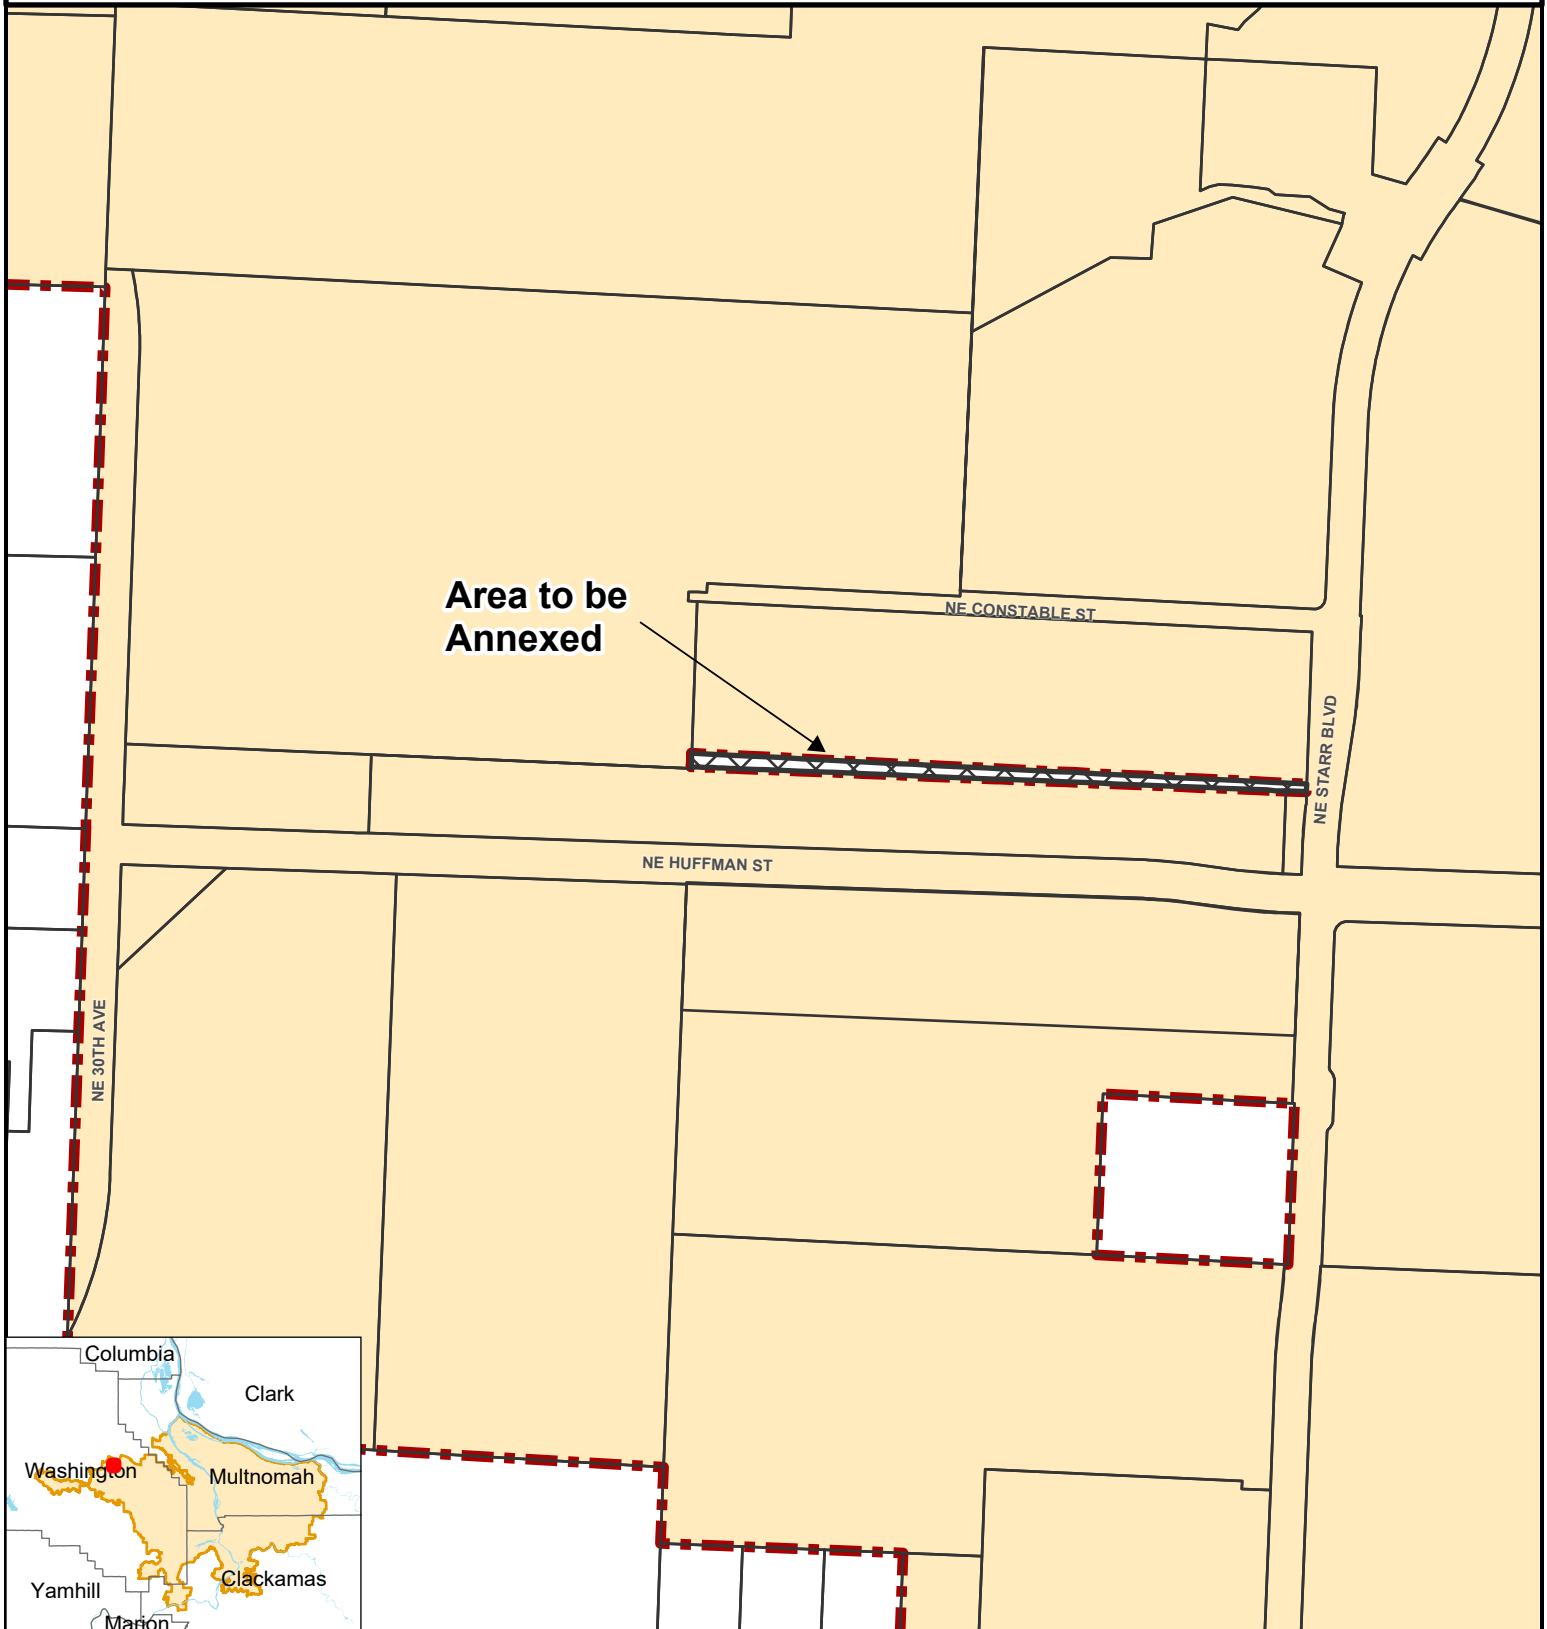 Area to be
Annexed
NE CONSTABLE ST
NE STARR BLVD
NE HUFFMAN ST
NE 30TH AVE
Columbia
Clark
Washington
Multnomah
Yamhill
Clackamas
Marion